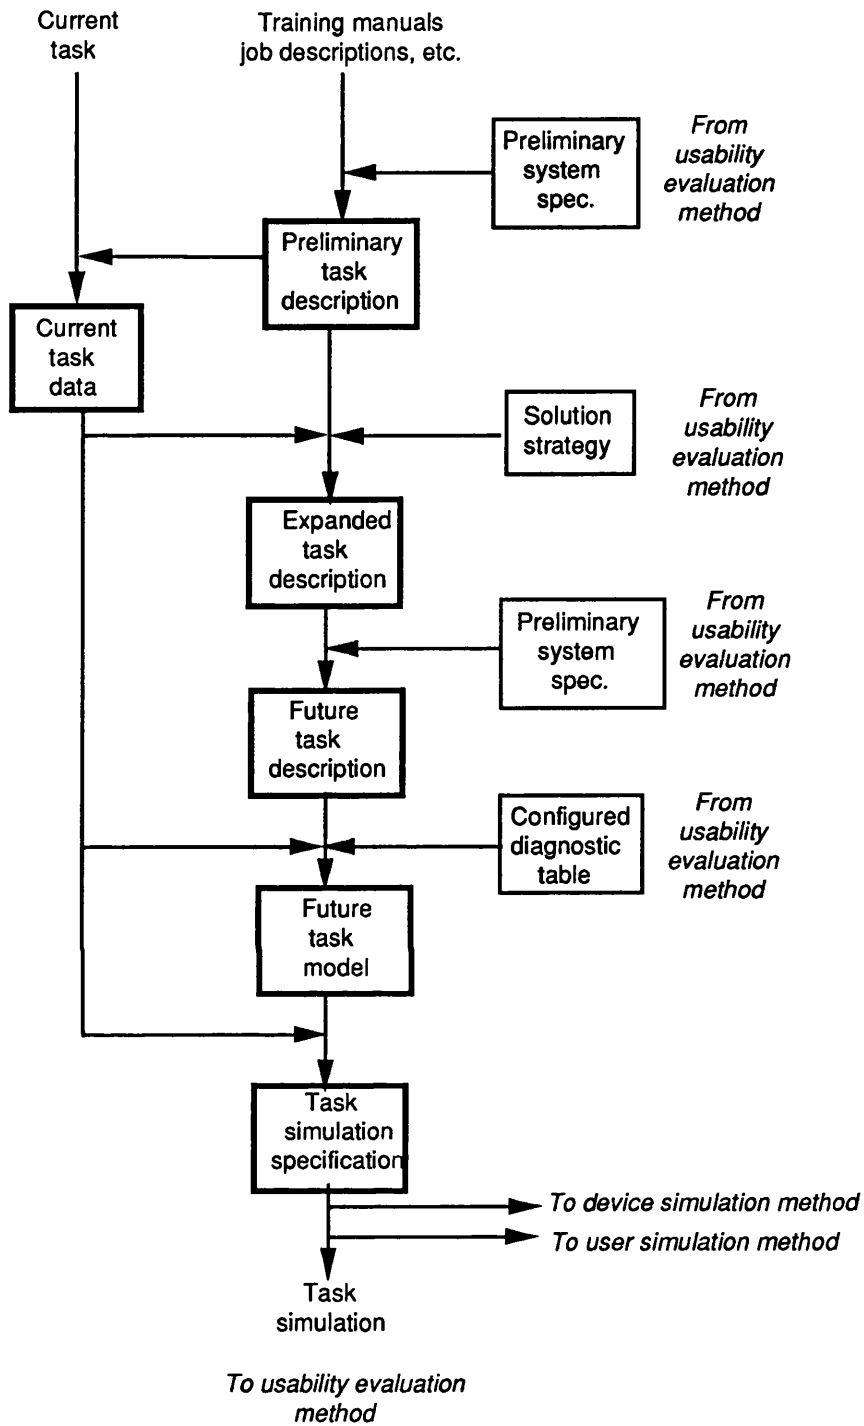 Current
task
Training manuals
job descriptions, etc.
Preliminary
system
spec.
From
usability
evaluation
method
Preliminary
task
description
Current
task
data
Solution
strategy
From
usability
evaluation
method
Expanded
task
description
Preliminary
system
spec.
From
usability
evaluation
method
Future
task
description
Configured
diagnostic
table
From
usability
evaluation
method
Future
task
model
Task
simulation
specification
To device simulation method
To user simulation method
Task
simulation
To usability evaluation
method